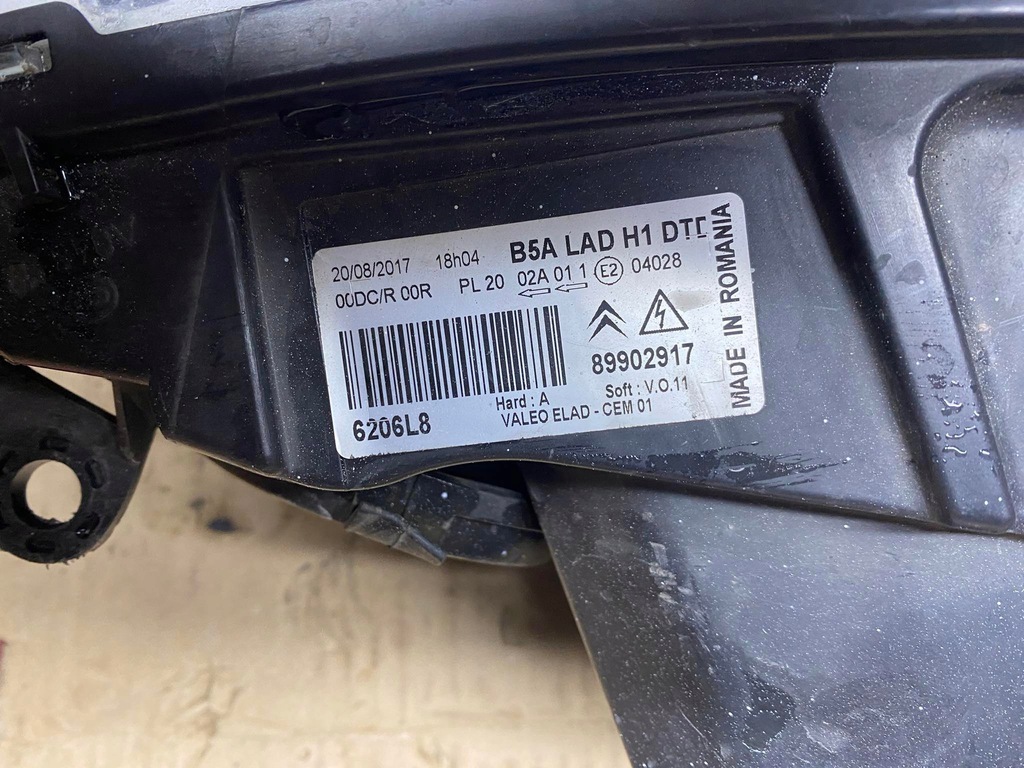 20/08/2017 18h04 B5A LAD H1 DTD
00DC/R 00R PL 20 02A 01 1 E2 04028
89902917
Hard : A Soft : V.O.11
6206L8 VALEO ELAD - CEM 01
MADE IN ROMANIA